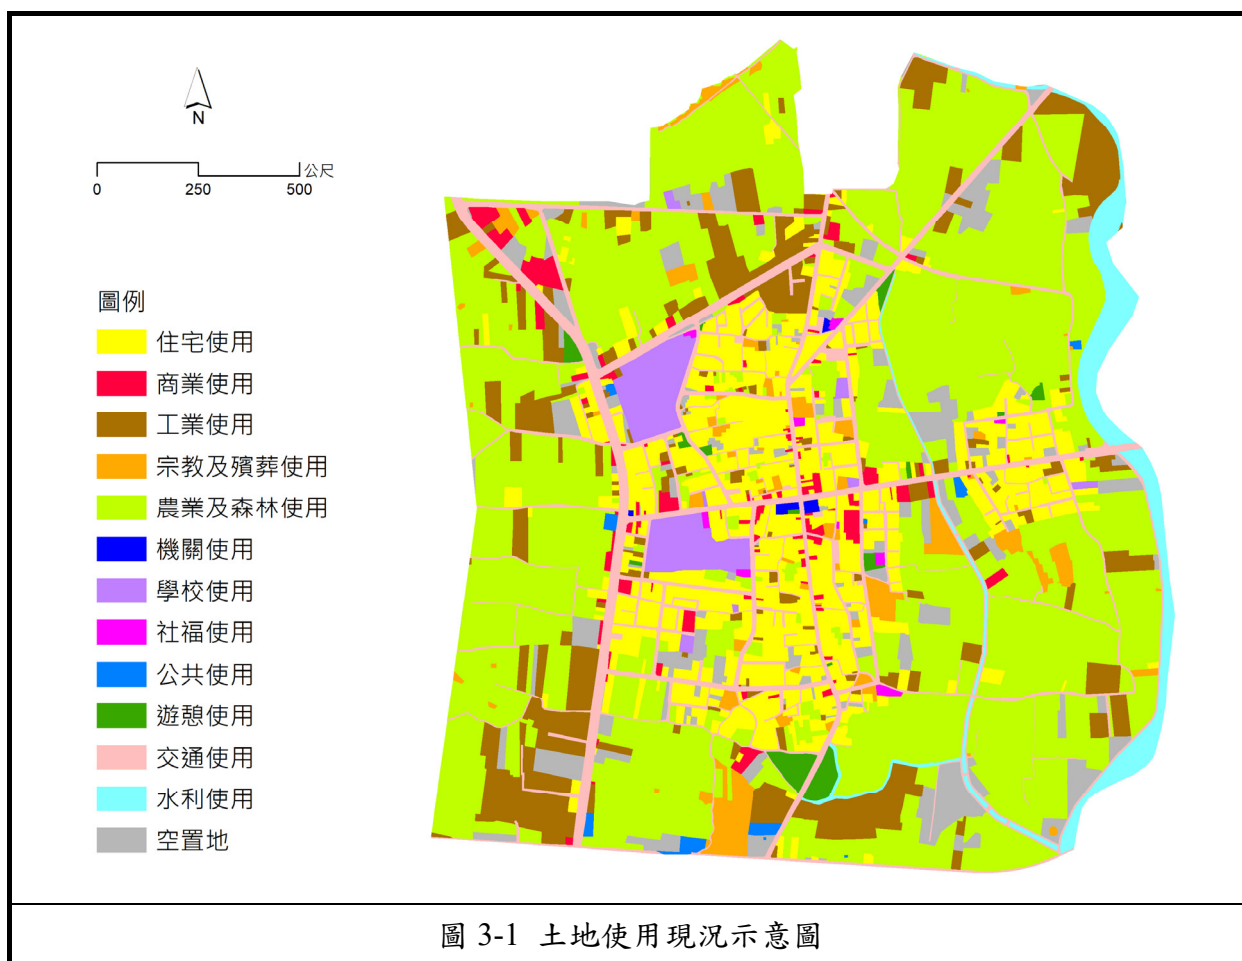 N
公尺
0 250 500
圖例
住宅使用
商業使用
工業使用
宗教及殯葬使用
農業及森林使用
機關使用
學校使用
社福使用
公共使用
遊憩使用
交通使用
水利使用
空置地
圖 3-1 土地使用現況示意圖